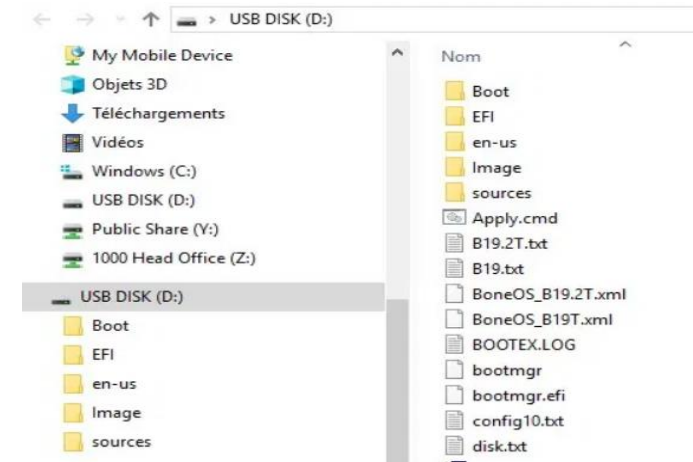 USB DISK (D:)
My Mobile Device
Objets 3D
Téléchargements
Vidéos
Windows (C:)
USB DISK (D:)
Public Share (Y:)
1000 Head Office (Z:)
USB DISK (D:)
Boot
EFI
en-us
Image
sources
Nom
Boot
EFI
en-us
Image
sources
Apply.cmd
B19.2T.txt
B19.txt
BoneOS_B19.2T.xml
BoneOS_B19T.xml
BOOTEX.LOG
bootmgr
bootmgr.efi
config10.txt
disk.txt